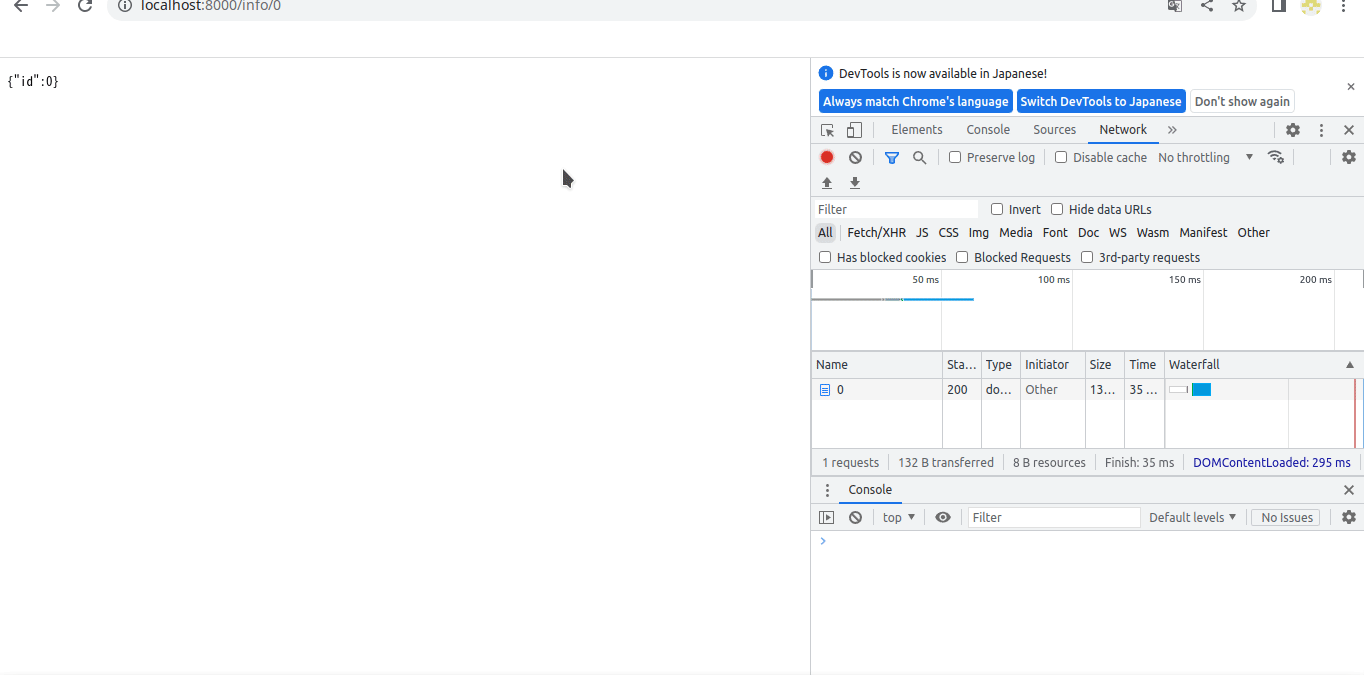 localhost:8000/info/0
{"id":0}
DevTools is now available in Japanese!
Always match Chrome's language Switch DevTools to Japanese Don't show again
Elements Console Sources Network
Preserve log Disable cache No throttling
Filter Invert Hide data URLs
All Fetch/XHR JS CSS Img Media Font Doc WS Wasm Manifest Other
Has blocked cookies Blocked Requests 3rd-party requests
50 ms 100 ms 150 ms 200 ms
Name Sta... Type Initiator Size Time Waterfall
0 200 do... Other 13... 35 ...
1 requests 132 B transferred 8 B resources Finish: 35 ms DOMContentLoaded: 295 ms
Console
top Filter Default levels No Issues